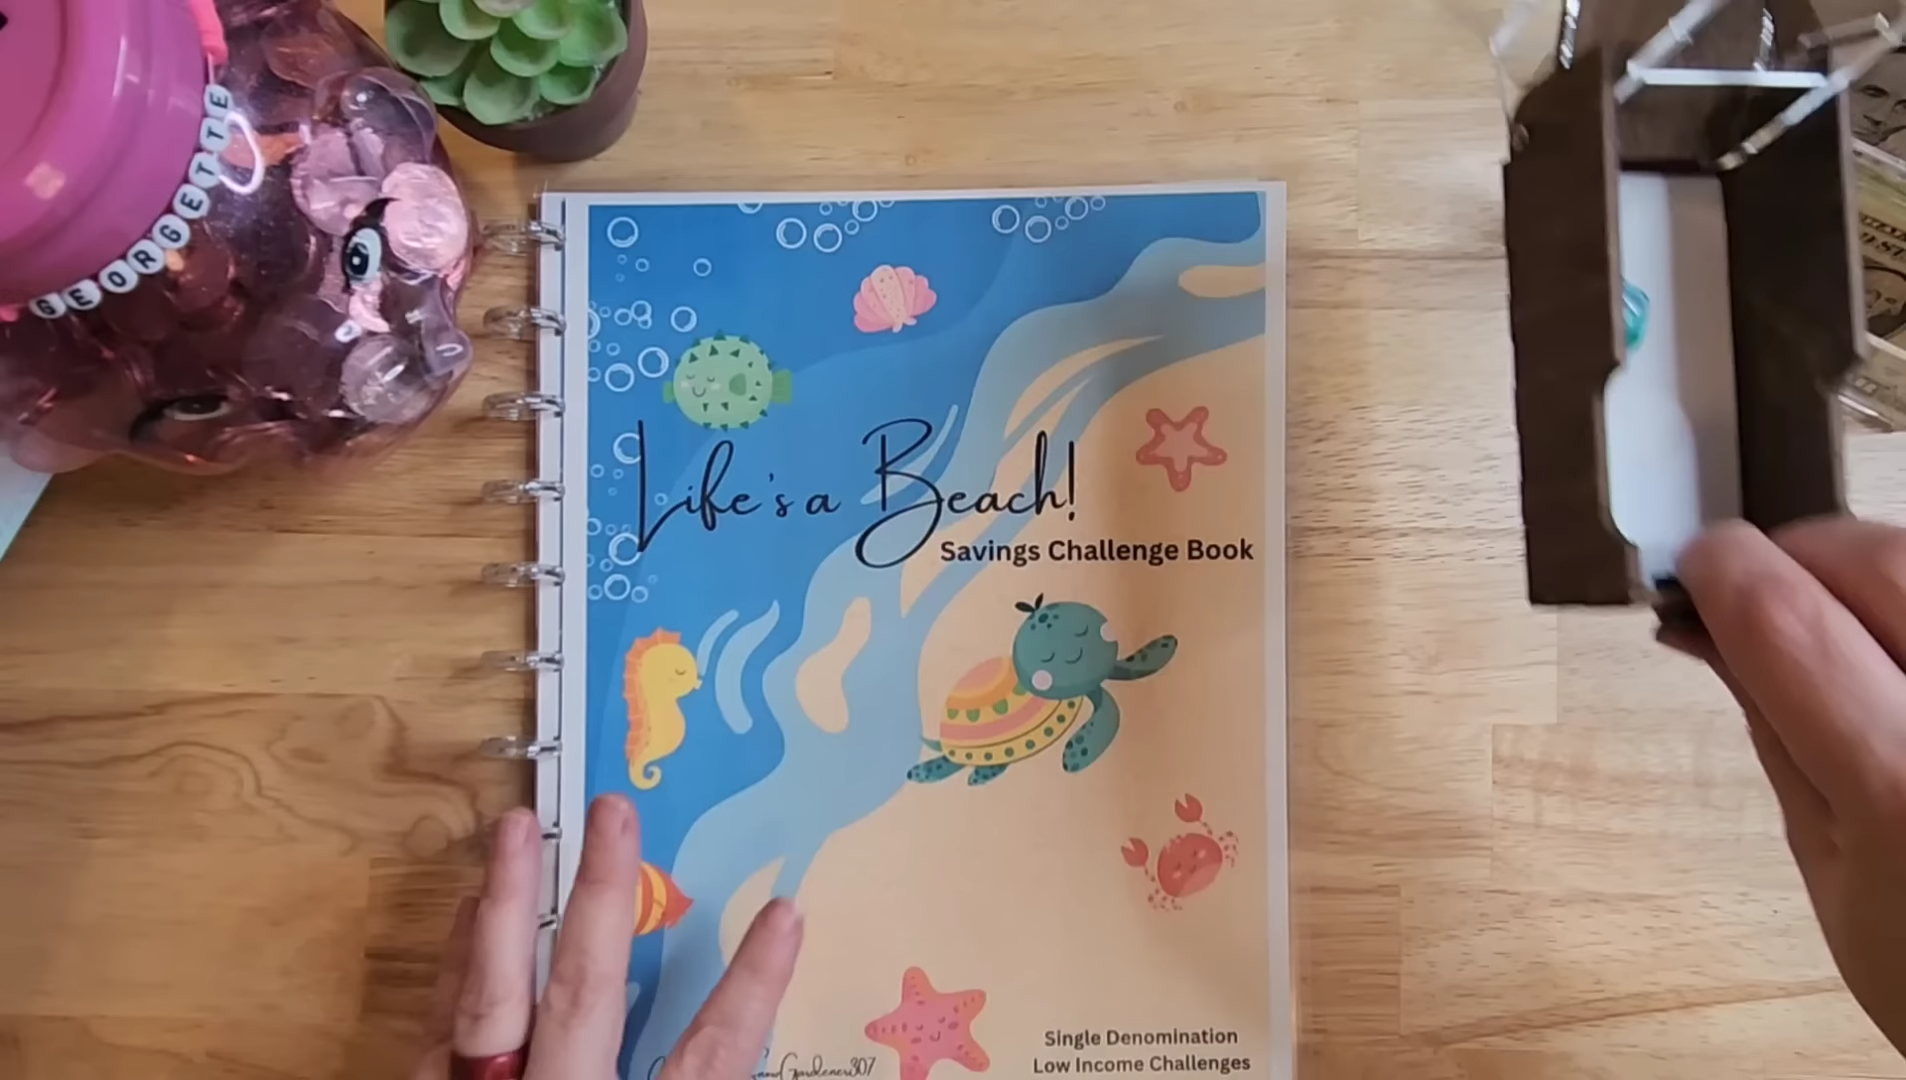 GEORGETTE
Life's a Beach!
Savings Challenge Book
Single Denomination
Low Income Challenges